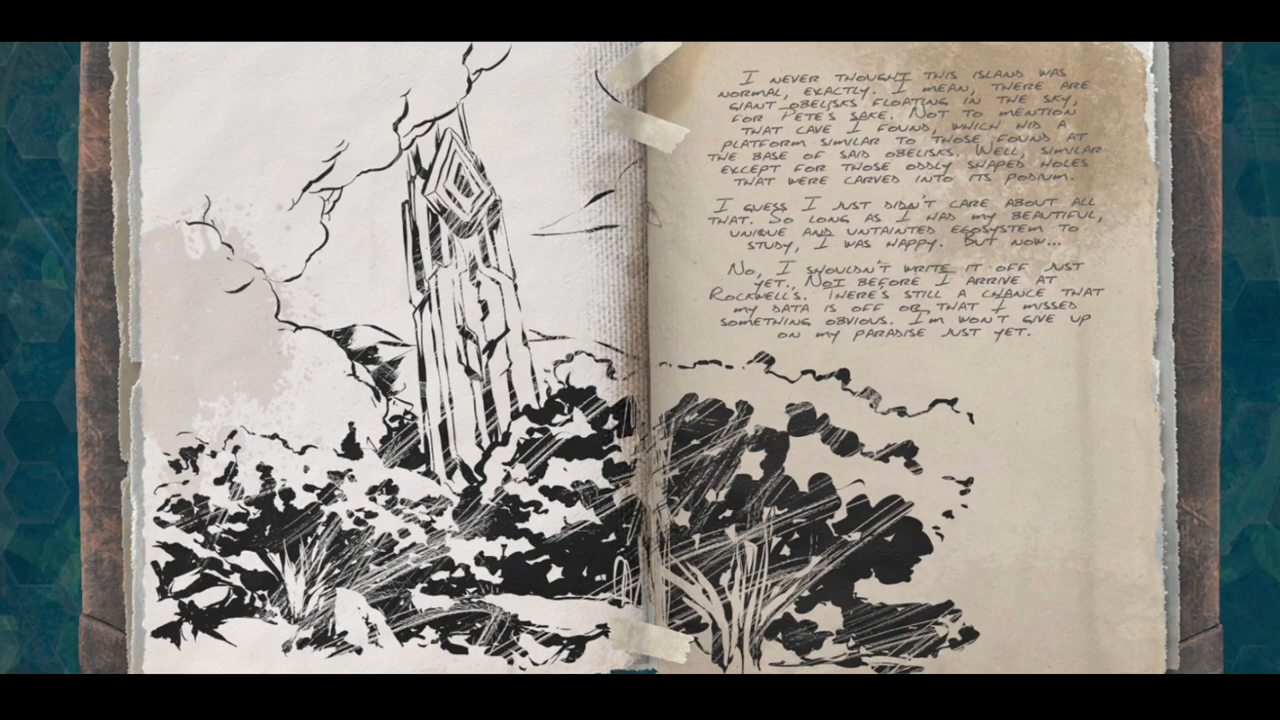 I NEVER THOUGHT THIS ISLAND WAS
NORMAL, EXACTLY. I MEAN, THERE ARE
GIANT OBELISKS FLOATING IN THE SKY,
FOR PETE'S SAKE. NOT TO MENTION
THAT CAVE I FOUND, WHICH HID A
PLATFORM SIMILAR TO THOSE FOUND AT
THE BASE OF SAID OBELISKS. WELL, SIMILAR
EXCEPT FOR THOSE ODDLY SHAPED HOLES
THAT WERE CARVED INTO ITS PODIUM.
I GUESS I JUST DIDN'T CARE ABOUT ALL
THAT. SO LONG AS I HAD MY BEAUTIFUL,
UNIQUE AND UNTAINTED ECOSYSTEM TO
STUDY, I WAS HAPPY. BUT NOW...
NO, I SHOULDN'T WRITE IT OFF JUST
YET. NOT BEFORE I ARRIVE AT
ROCKWELL'S. THERE'S STILL A CHANCE THAT
MY DATA IS OFF OR THAT I MISSED
SOMETHING OBVIOUS. I'M WON'T GIVE UP
ON MY PARADISE JUST YET.